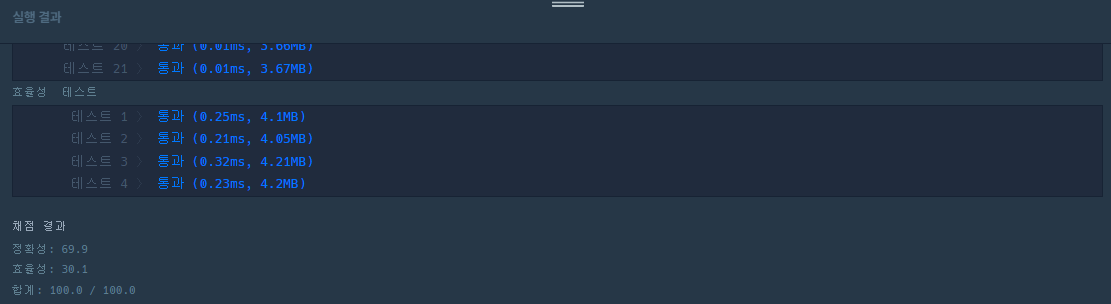 실행 결과
테스트 20 〉 통과 (0.01ms, 3.66MB)
테스트 21 〉 통과 (0.01ms, 3.67MB)
효율성 테스트
테스트 1 〉 통과 (0.25ms, 4.1MB)
테스트 2 〉 통과 (0.21ms, 4.05MB)
테스트 3 〉 통과 (0.32ms, 4.21MB)
테스트 4 〉 통과 (0.23ms, 4.2MB)
채점 결과
정확성: 69.9
효율성: 30.1
합계: 100.0 / 100.0